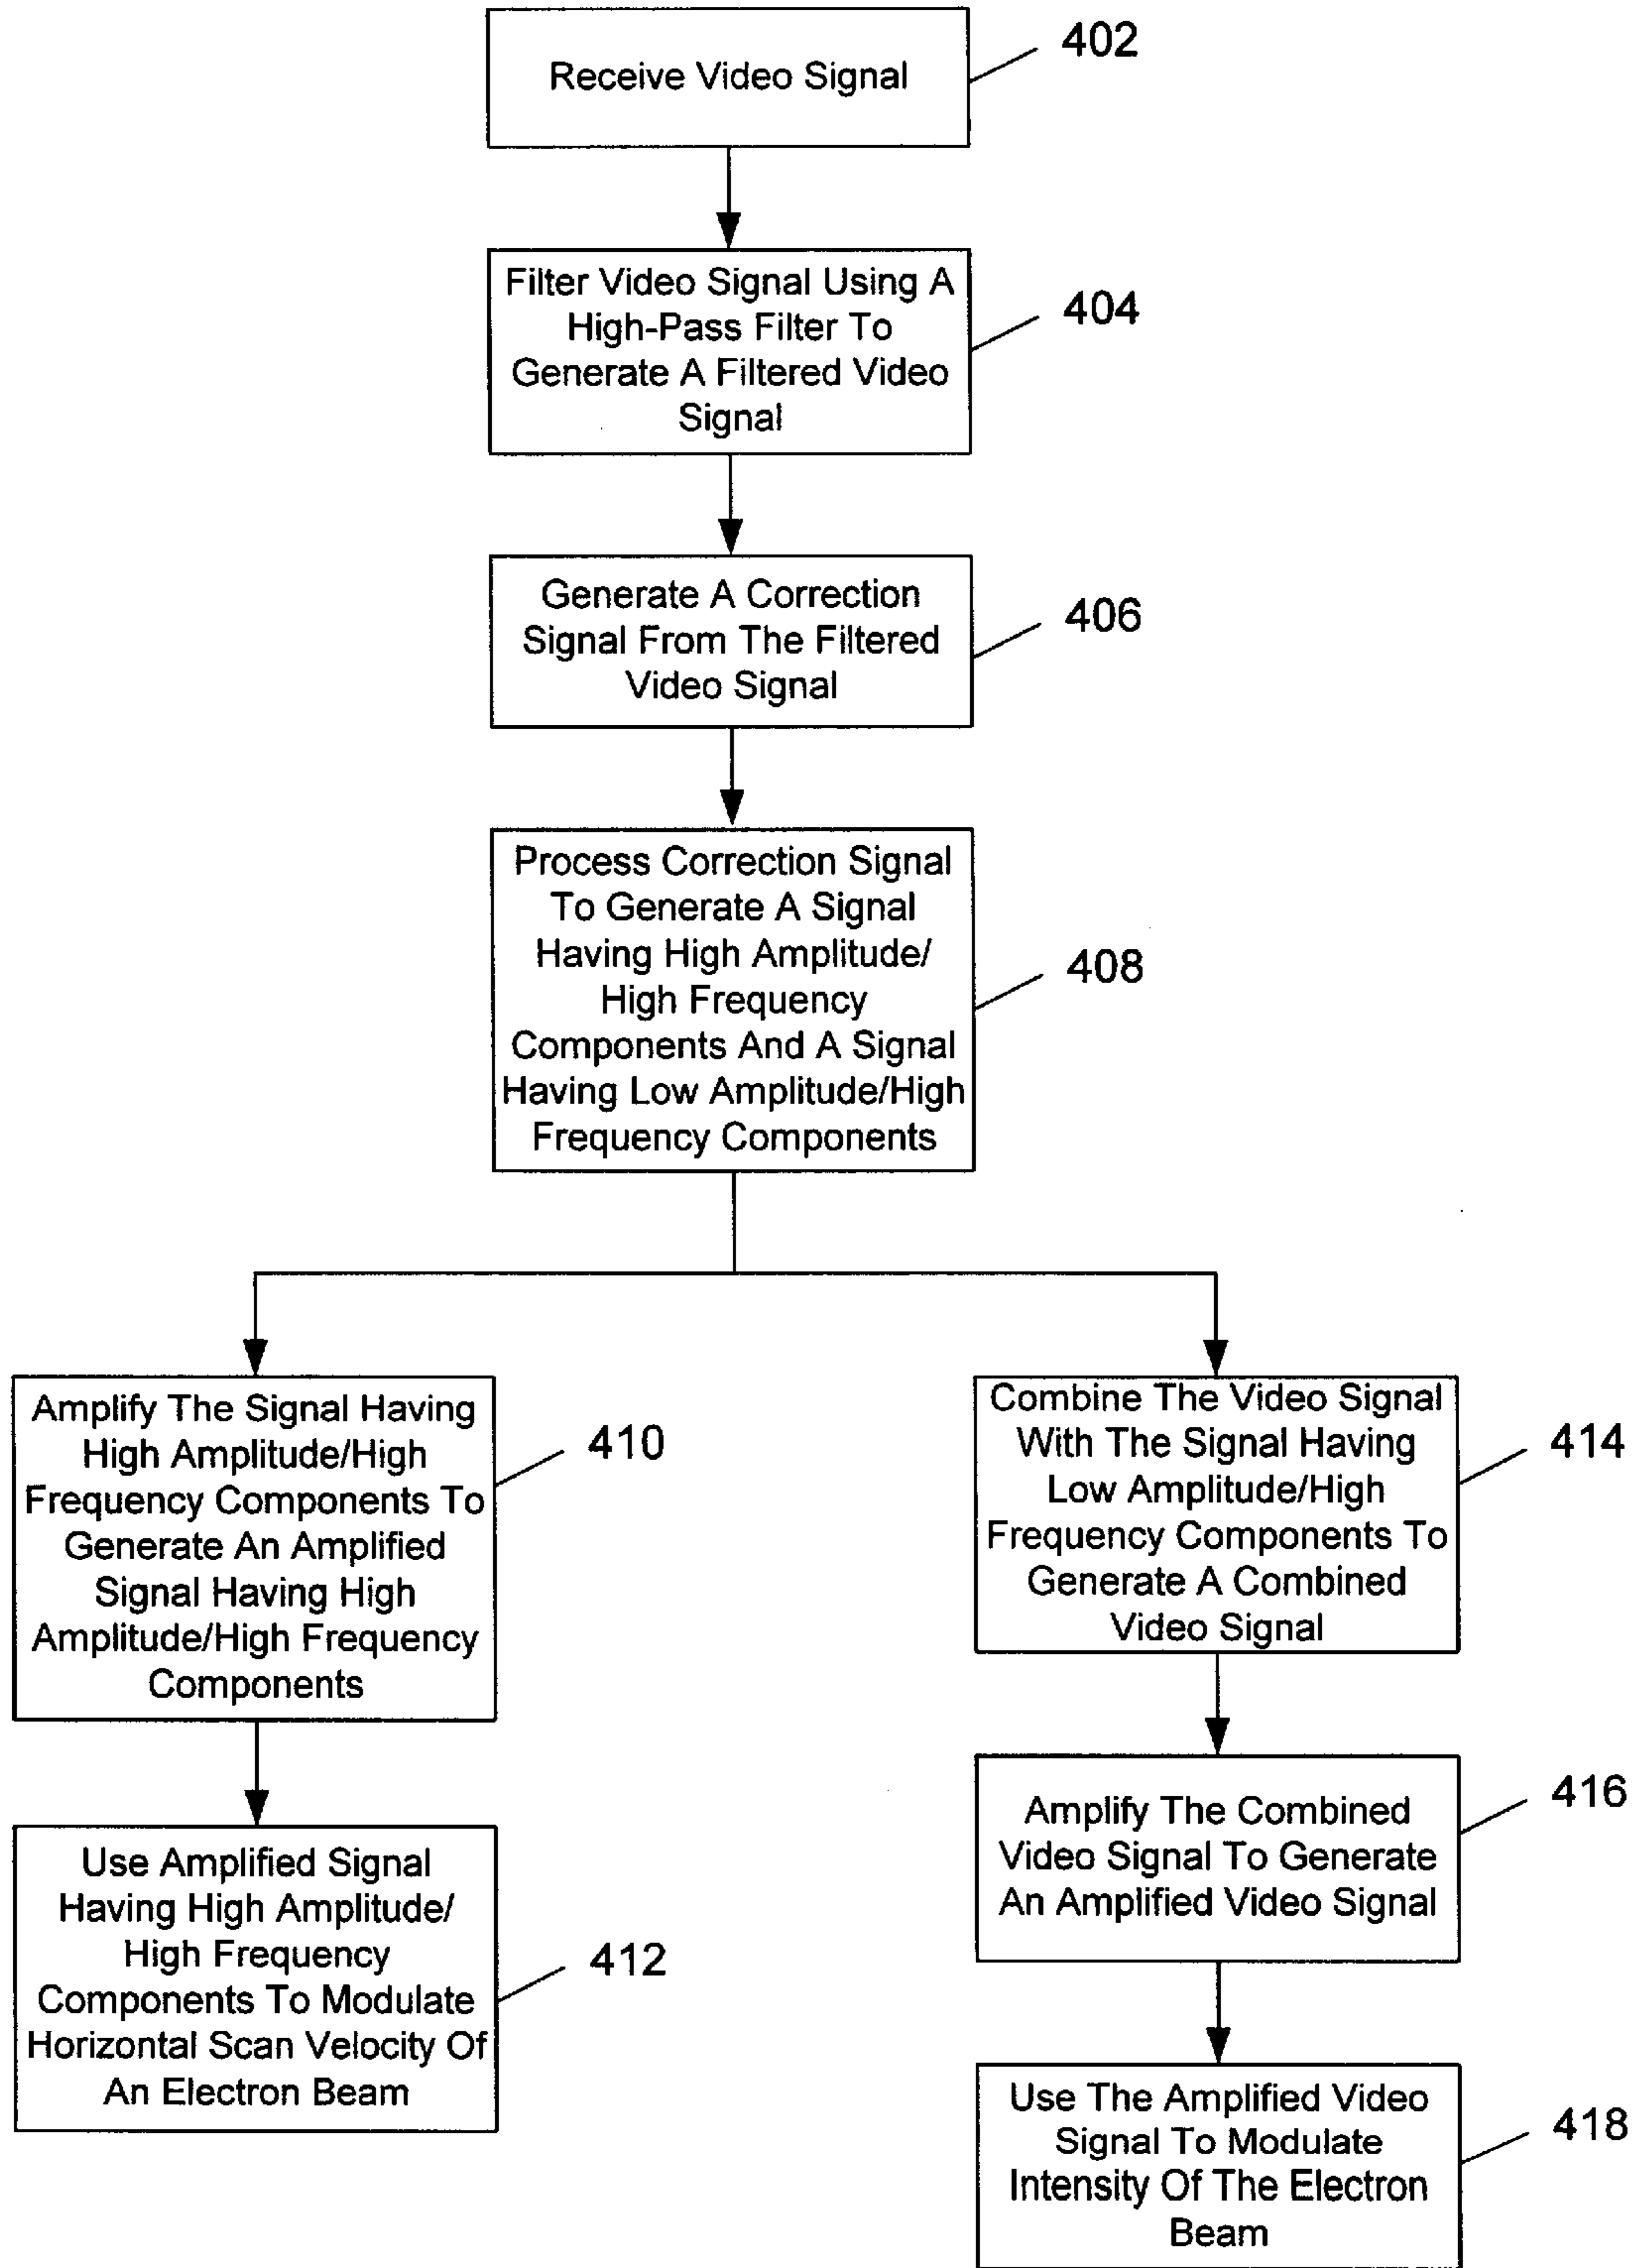 Receive Video Signal
402
Filter Video Signal Using A
High-Pass Filter To
Generate A Filtered Video
Signal
404
Generate A Correction
Signal From The Filtered
Video Signal
406
Process Correction Signal
To Generate A Signal
Having High Amplitude/
High Frequency
Components And A Signal
Having Low Amplitude/High
Frequency Components
408
Amplify The Signal Having
High Amplitude/High
Frequency Components To
Generate An Amplified
Signal Having High
Amplitude/High Frequency
Components
410
Use Amplified Signal
Having High Amplitude/
High Frequency
Components To Modulate
Horizontal Scan Velocity Of
An Electron Beam
412
Combine The Video Signal
With The Signal Having
Low Amplitude/High
Frequency Components To
Generate A Combined
Video Signal
414
Amplify The Combined
Video Signal To Generate
An Amplified Video Signal
416
Use The Amplified Video
Signal To Modulate
Intensity Of The Electron
Beam
418